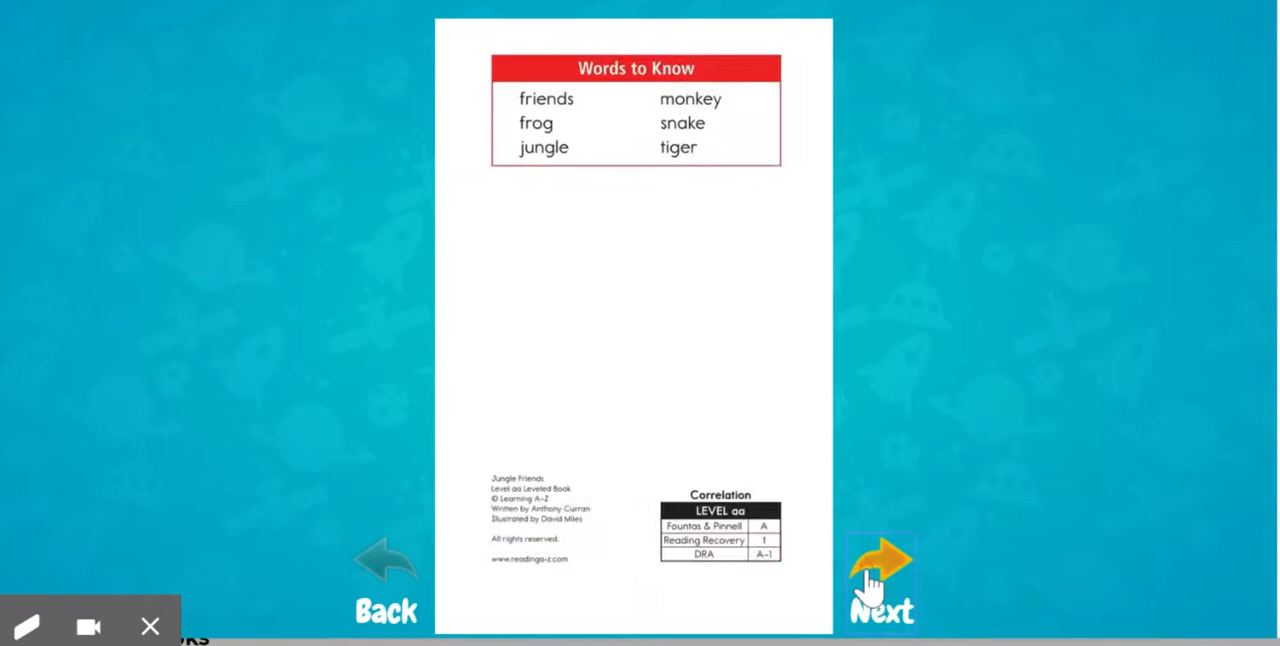 Words to Know
friends monkey
frog snake
jungle tiger
Jungle Friends
Level aa Leveled Book
© Learning A–Z
Written by Anthony Curran
Illustrated by David Miles
All rights reserved.
www.readinga-z.com
Correlation
LEVEL aa
Fountas & Pinnell A
Reading Recovery 1
DRA A–1
Back
Next